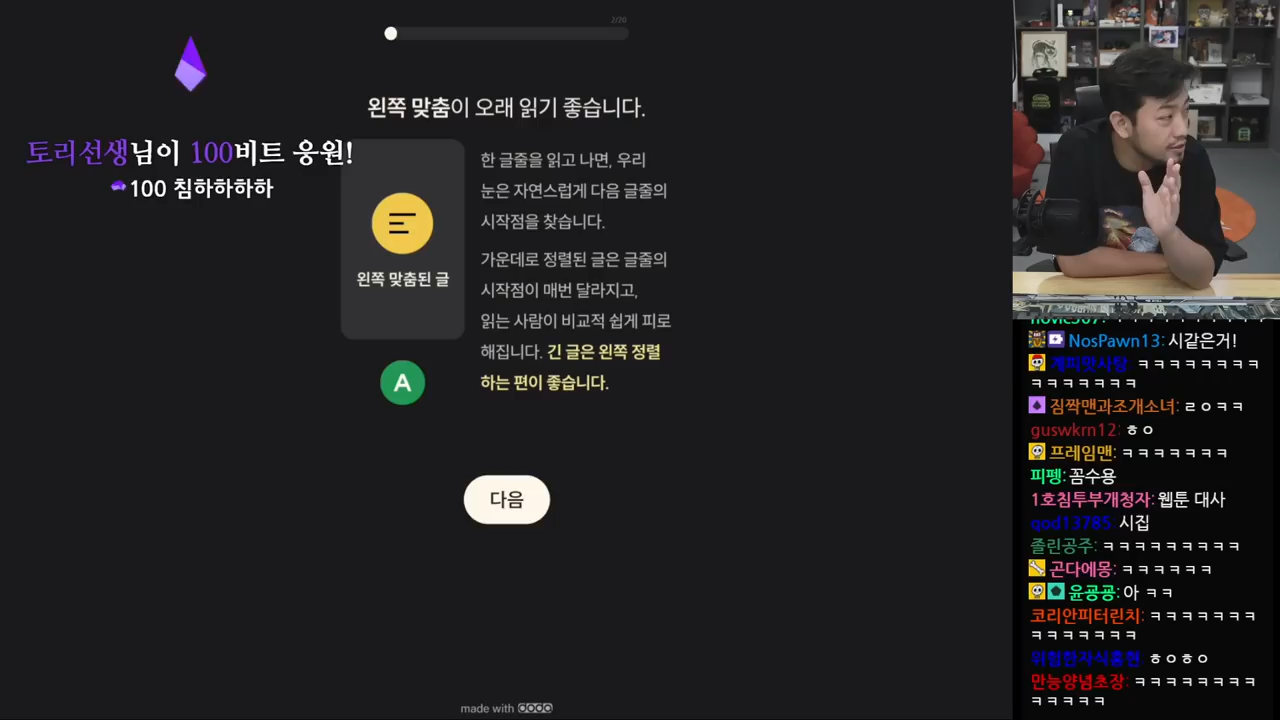 2/20
왼쪽 맞춤이 오래 읽기 좋습니다.
토리선생님이 100비트 응원!
100 침하하하하
왼쪽 맞춤된 글
A
한 글줄을 읽고 나면, 우리
눈은 자연스럽게 다음 글줄의
시작점을 찾습니다.
가운데로 정렬된 글은 글줄의
시작점이 매번 달라지고,
읽는 사람이 비교적 쉽게 피로
해집니다. 긴 글은 왼쪽 정렬
하는 편이 좋습니다.
다음
made with
NosPawn13: 시같은거!
계피맛사탕: ㅋㅋㅋㅋㅋㅋㅋㅋ
ㅋㅋㅋㅋㅋㅋㅋ
짐짝맨과조개소녀: ㄹㅇㅋㅋ
guswkrn12: ㅎㅇ
프레임맨: ㅋㅋㅋㅋㅋㅋㅋ
피펭: 꼼수용
1호침투부개청자: 웹툰 대사
god13785: 시집
졸린공주: ㅋㅋㅋㅋㅋㅋㅋㅋㅋ
곤다에몽: ㅋㅋㅋㅋㅋㅋ
윤굥굥: 아 ㅋㅋ
코리안피터린치: ㅋㅋㅋㅋㅋㅋㅋ
ㅋㅋㅋㅋㅋㅋㅋ
위험한자식홍현: ㅎㅇㅎㅇ
만능양념초장: ㅋㅋㅋㅋㅋㅋㅋㅋ
ㅋㅋㅋㅋㅋ